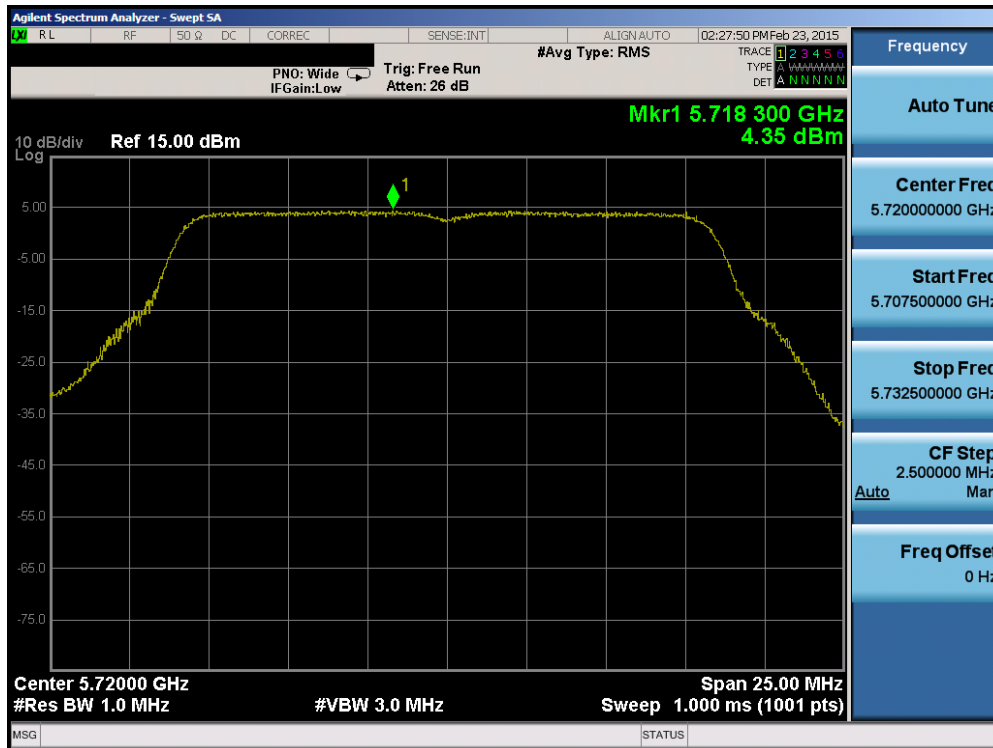 Agilent Spectrum Analyzer - Swept SA
LXI RL RF 50 Ω DC CORREC SENSE:INT ALIGN AUTO 02:27:50 PM Feb 23, 2015
#Avg Type: RMS
TRACE 1 2 3 4 5 6
TYPE A WWWWW
DET A N N N N N
PNO: Wide
IFGain:Low
Trig: Free Run
Atten: 26 dB
Mkr1 5.718 300 GHz
4.35 dBm
10 dB/div Ref 15.00 dBm
Log
1
5.00
-5.00
-15.0
-25.0
-35.0
-45.0
-55.0
-65.0
-75.0
Center 5.72000 GHz
Span 25.00 MHz
#Res BW 1.0 MHz
#VBW 3.0 MHz
Sweep 1.000 ms (1001 pts)
MSG
STATUS
Frequency
Auto Tune
Center Freq
5.720000000 GHz
Start Freq
5.707500000 GHz
Stop Freq
5.732500000 GHz
CF Step
2.500000 MHz
Auto Man
Freq Offset
0 Hz